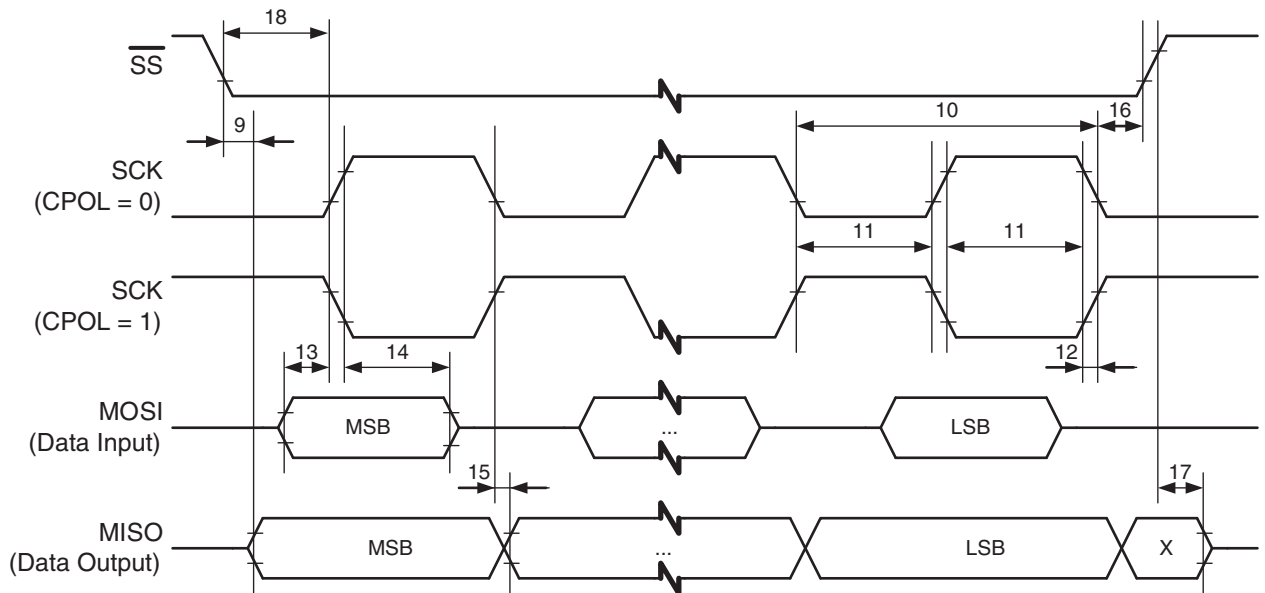 18
SS
9
10
16
SCK
(CPOL = 0)
11
11
SCK
(CPOL = 1)
13
14
12
MOSI
(Data Input)
MSB
...
LSB
15
17
MISO
(Data Output)
MSB
...
LSB
X